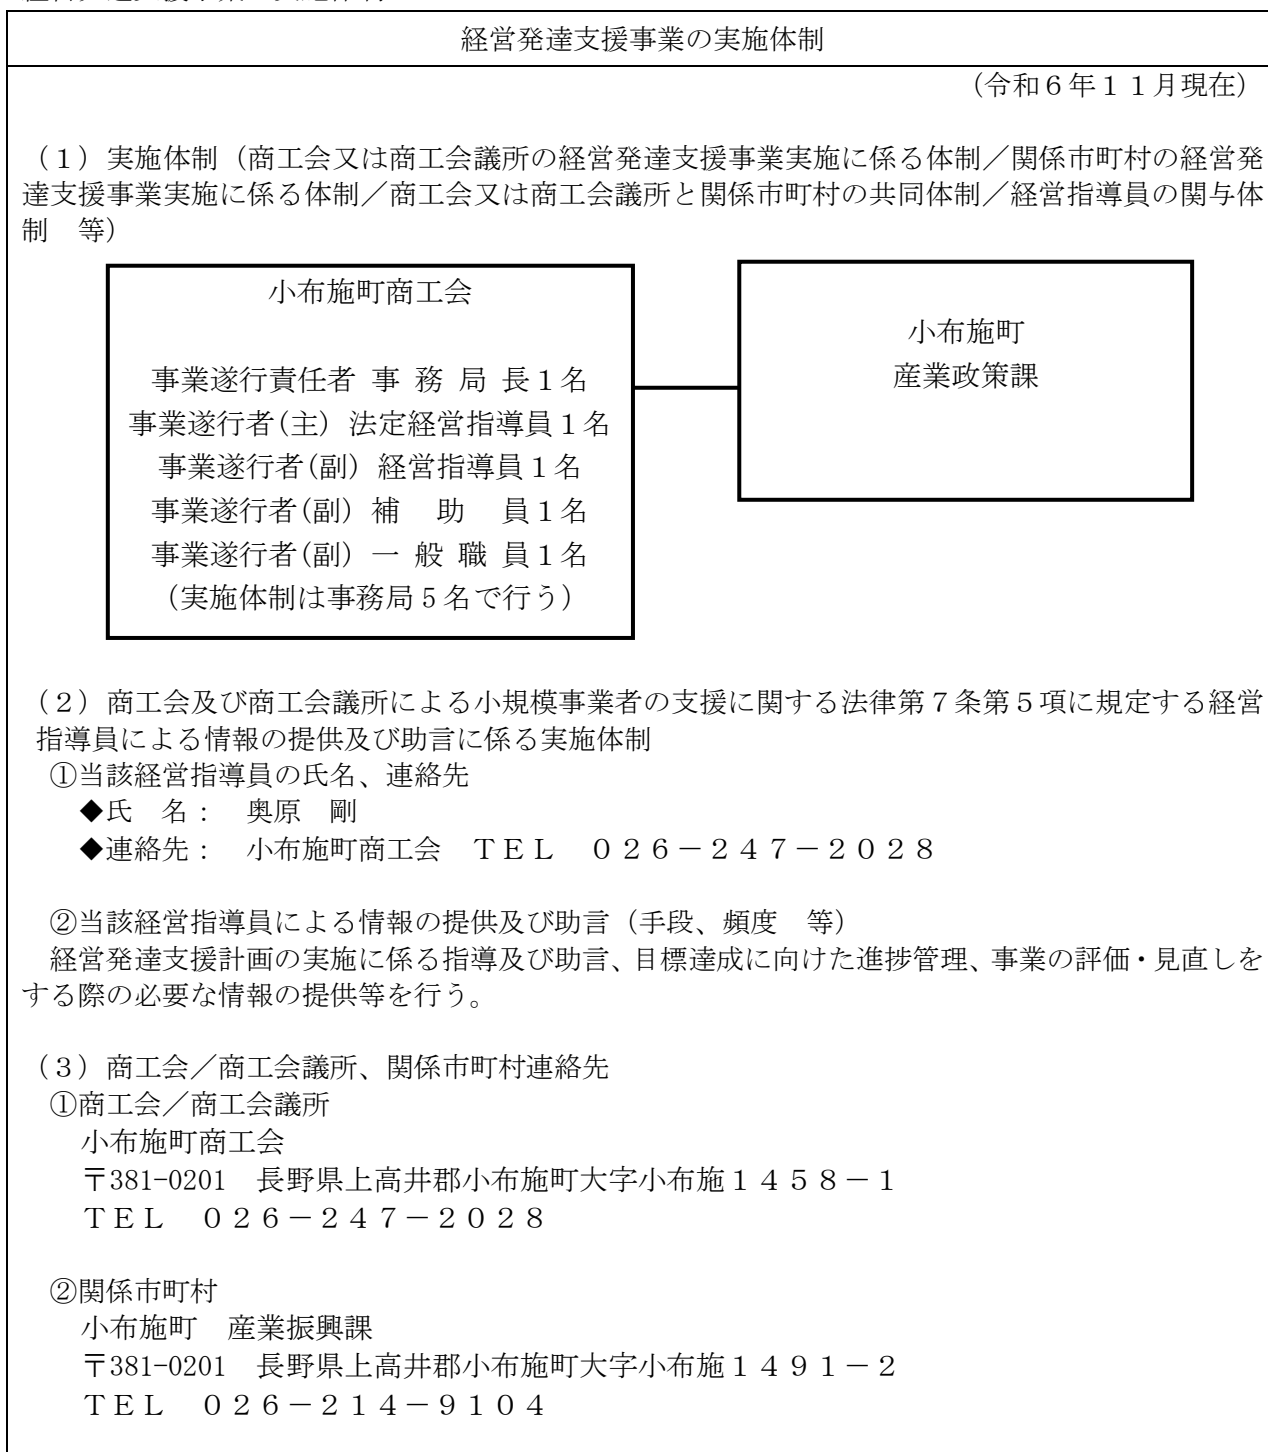 経営発達支援事業の実施体制
（令和６年１１月現在）
（１）実施体制（商工会又は商工会議所の経営発達支援事業実施に係る体制／関係市町村の経営発
達支援事業実施に係る体制／商工会又は商工会議所と関係市町村の共同体制／経営指導員の関与体
制　等）
小布施町商工会
事業遂行責任者 事 務 局 長１名
事業遂行者(主) 法定経営指導員１名
事業遂行者(副) 経営指導員１名
事業遂行者(副) 補　助　員１名
事業遂行者(副) 一 般 職 員１名
（実施体制は事務局５名で行う）
小布施町
産業政策課
（２）商工会及び商工会議所による小規模事業者の支援に関する法律第７条第５項に規定する経営
指導員による情報の提供及び助言に係る実施体制
①当該経営指導員の氏名、連絡先
◆氏　名：　奥原　剛
◆連絡先：　小布施町商工会　ＴＥＬ　０２６－２４７－２０２８
②当該経営指導員による情報の提供及び助言（手段、頻度　等）
経営発達支援計画の実施に係る指導及び助言、目標達成に向けた進捗管理、事業の評価・見直しを
する際の必要な情報の提供等を行う。
（３）商工会／商工会議所、関係市町村連絡先
①商工会／商工会議所
小布施町商工会
〒381-0201　長野県上高井郡小布施町大字小布施１４５８－１
ＴＥＬ　０２６－２４７－２０２８
②関係市町村
小布施町　産業振興課
〒381-0201　長野県上高井郡小布施町大字小布施１４９１－２
ＴＥＬ　０２６－２１４－９１０４